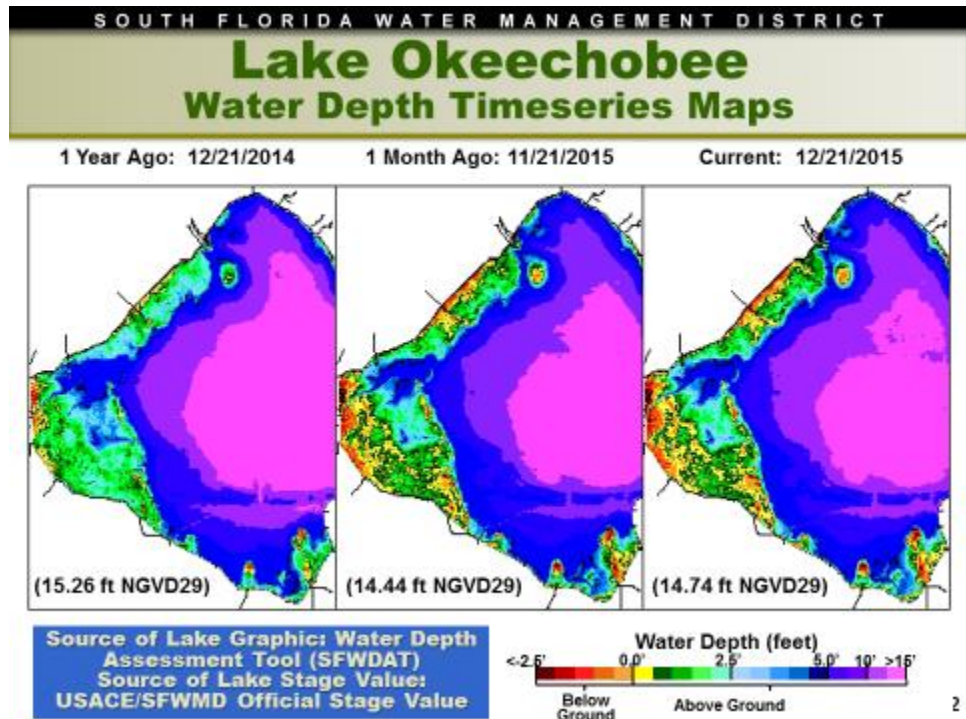 SOUTH FLORIDA WATER MANAGEMENT DISTRICT
Lake Okeechobee
Water Depth Timeseries Maps
1 Year Ago: 12/21/2014
1 Month Ago: 11/21/2015
Current: 12/21/2015
(15.26 ft NGVD29)
(14.44 ft NGVD29)
(14.74 ft NGVD29)
Source of Lake Graphic: Water Depth
Assessment Tool (SFWDAT)
Source of Lake Stage Value:
USACE/SFWMD Official Stage Value
Water Depth (feet)
<-2.5' 0.0' 2.5' 5.0' 10' >15'
Below
Ground
Above Ground
2